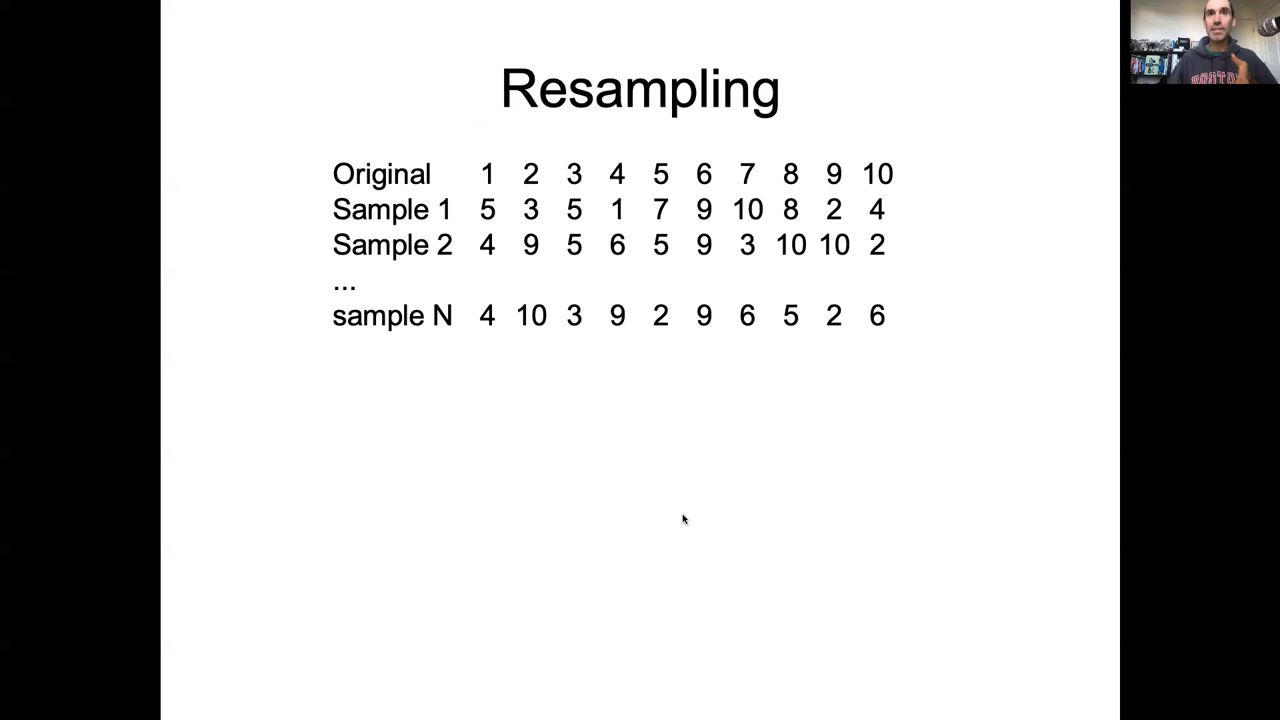 Resampling
Original 1 2 3 4 5 6 7 8 9 10
Sample 1 5 3 5 1 7 9 10 8 2 4
Sample 2 4 9 5 6 5 9 3 10 10 2
...
sample N 4 10 3 9 2 9 6 5 2 6